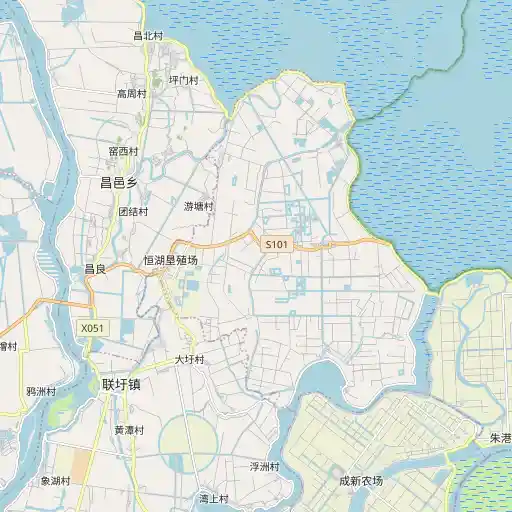 昌北村
坪门村
高周村
窑西村
昌邑乡
游塘村
团结村
S101
恒湖垦殖场
昌良
X051
大圩村
联圩镇
鸦洲村
黄潭村
朱港
浮洲村
象湖村
成新农场
湾上村